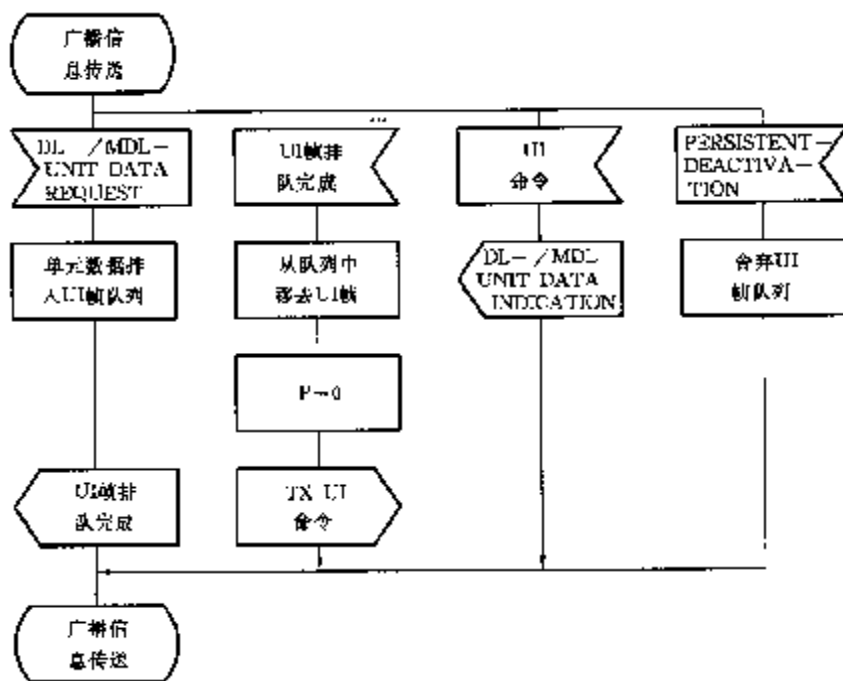 广播信
息传送
DL- /MDL-
UNIT DATA
REQUEST
UI帧排
队完成
UI
命令
PERSISTENT-
DEACTIVA-
TION
单元数据排
入UI帧队列
从队列中
移去UI帧
DL-/MDL
UNIT DATA
INDICATION
舍弃UI
帧队列
P=0
UI帧排
队完成
TX UI
命令
广播信
息传送